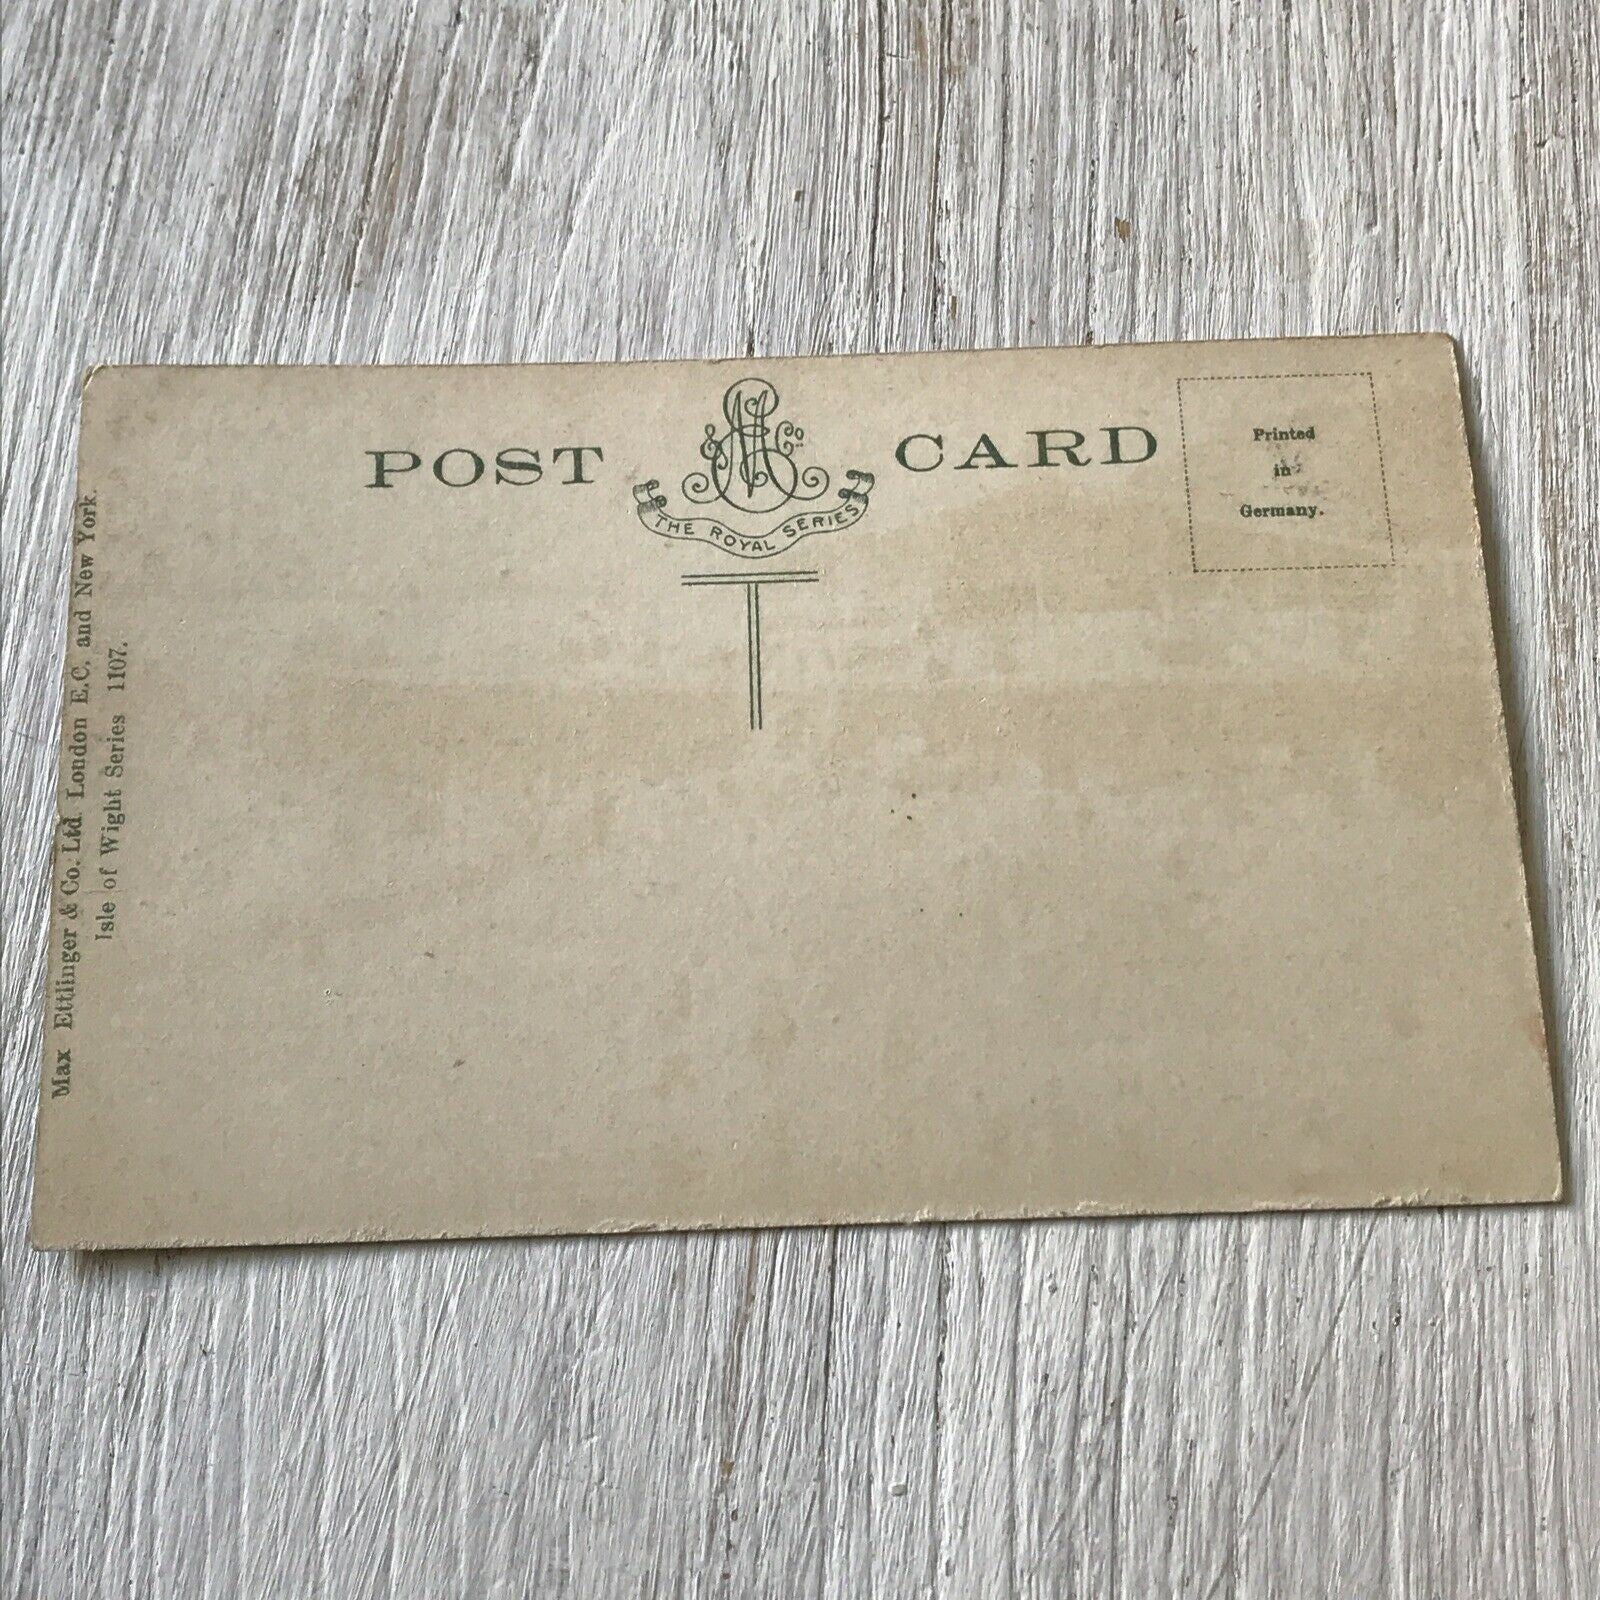 POST CARD
& Co.
THE ROYAL SERIES
Printed
in
Germany.
Max Ettlinger & Co. Ltd. London E.C. and New York.
Isle of Wight Series 1107.